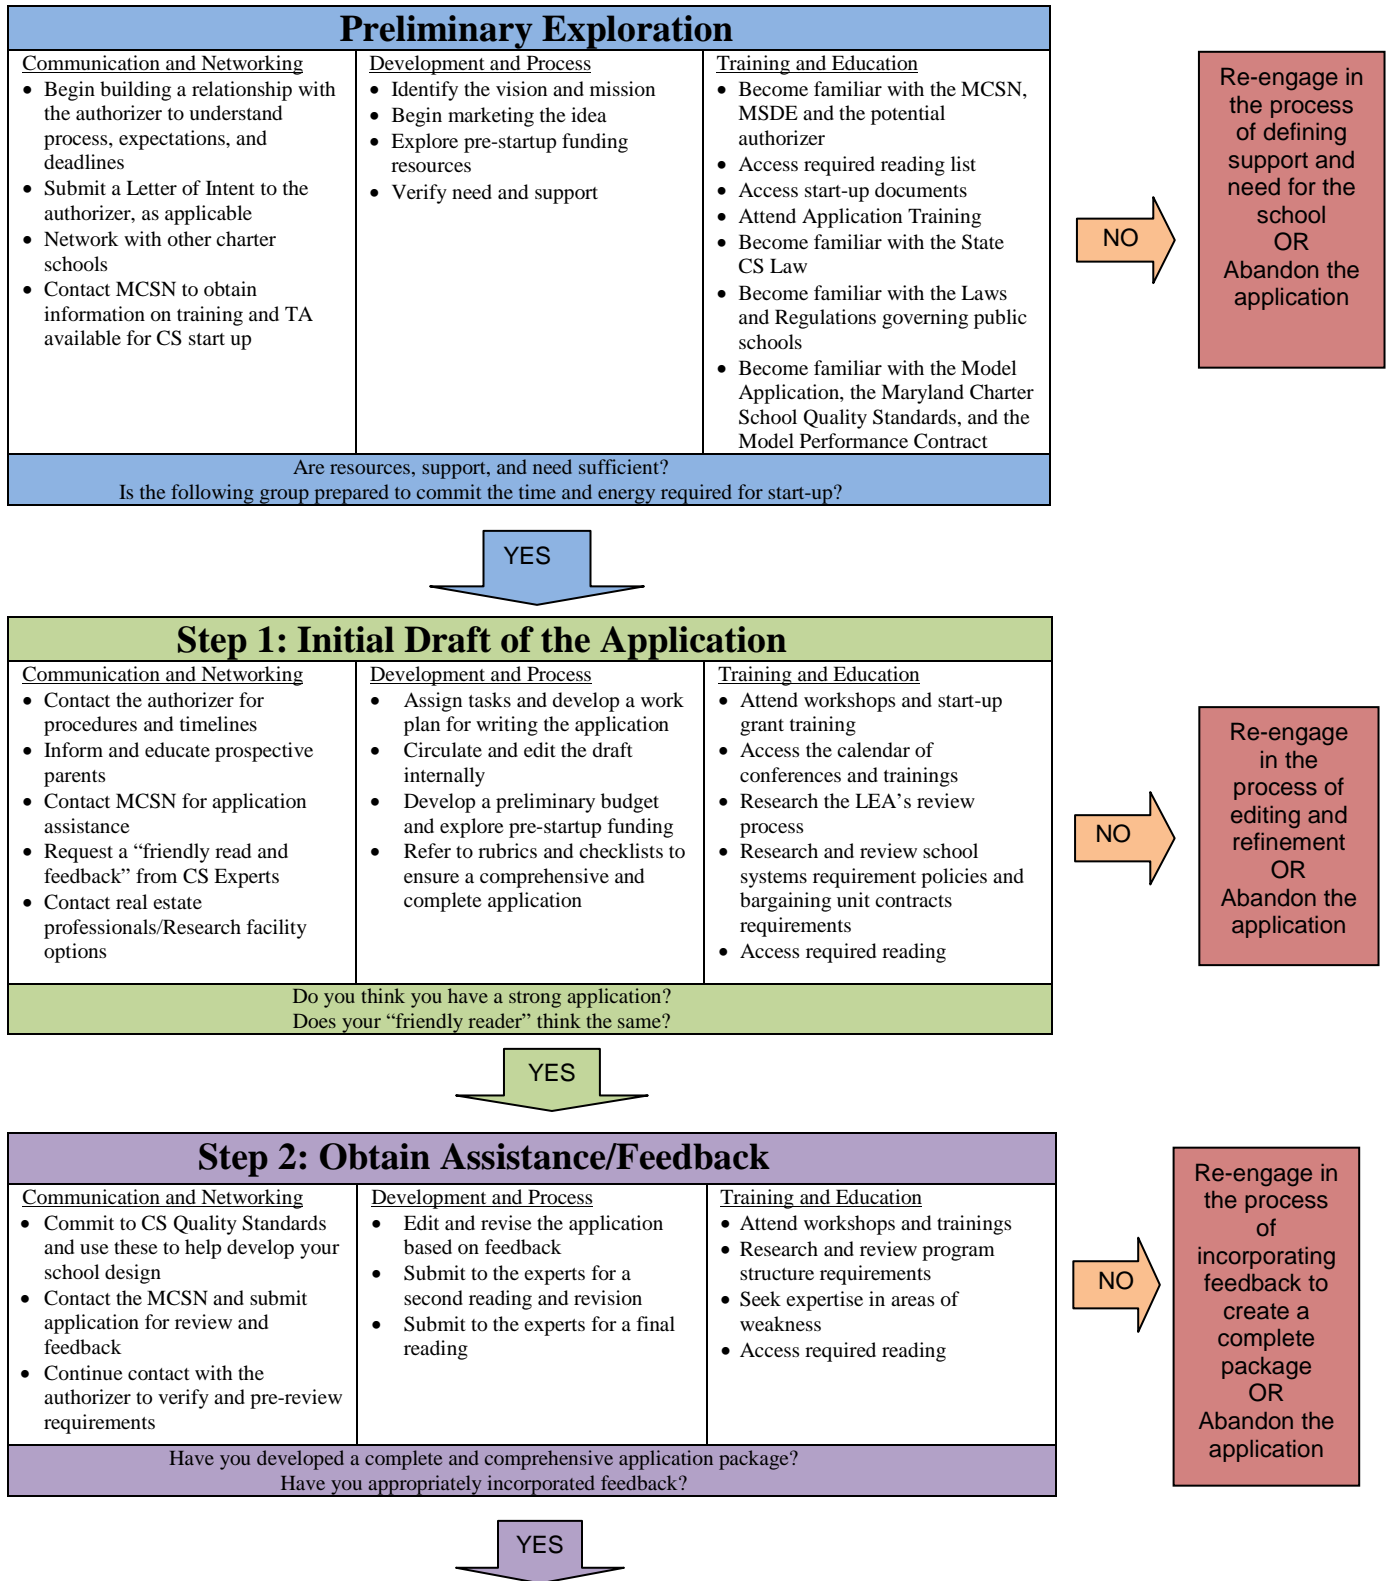 Preliminary Exploration
Communication and Networking
• Begin building a relationship with
the authorizer to understand
process, expectations, and
deadlines
• Submit a Letter of Intent to the
authorizer, as applicable
• Network with other charter
schools
• Contact MCSN to obtain
information on training and TA
available for CS start up
Development and Process
• Identify the vision and mission
• Begin marketing the idea
• Explore pre-startup funding
resources
• Verify need and support
Training and Education
• Become familiar with the MCSN,
MSDE and the potential
authorizer
• Access required reading list
• Access start-up documents
• Attend Application Training
• Become familiar with the State
CS Law
• Become familiar with the Laws
and Regulations governing public
schools
• Become familiar with the Model
Application, the Maryland Charter
School Quality Standards, and the
Model Performance Contract
Are resources, support, and need sufficient?
Is the following group prepared to commit the time and energy required for start-up?
NO
Re-engage in
the process
of defining
support and
need for the
school
OR
Abandon the
application
YES
Step 1: Initial Draft of the Application
Communication and Networking
• Contact the authorizer for
procedures and timelines
• Inform and educate prospective
parents
• Contact MCSN for application
assistance
• Request a “friendly read and
feedback” from CS Experts
• Contact real estate
professionals/Research facility
options
Development and Process
• Assign tasks and develop a work
plan for writing the application
• Circulate and edit the draft
internally
• Develop a preliminary budget
and explore pre-startup funding
• Refer to rubrics and checklists to
ensure a comprehensive and
complete application
Training and Education
• Attend workshops and start-up
grant training
• Access the calendar of
conferences and trainings
• Research the LEA’s review
process
• Research and review school
systems requirement policies and
bargaining unit contracts
requirements
• Access required reading
Do you think you have a strong application?
Does your “friendly reader” think the same?
NO
Re-engage
in the
process of
editing and
refinement
OR
Abandon the
application
YES
Step 2: Obtain Assistance/Feedback
Communication and Networking
• Commit to CS Quality Standards
and use these to help develop your
school design
• Contact the MCSN and submit
application for review and
feedback
• Continue contact with the
authorizer to verify and pre-review
requirements
Development and Process
• Edit and revise the application
based on feedback
• Submit to the experts for a
second reading and revision
• Submit to the experts for a final
reading
Training and Education
• Attend workshops and trainings
• Research and review program
structure requirements
• Seek expertise in areas of
weakness
• Access required reading
Have you developed a complete and comprehensive application package?
Have you appropriately incorporated feedback?
NO
Re-engage in
the process
of
incorporating
feedback to
create a
complete
package
OR
Abandon the
application
YES